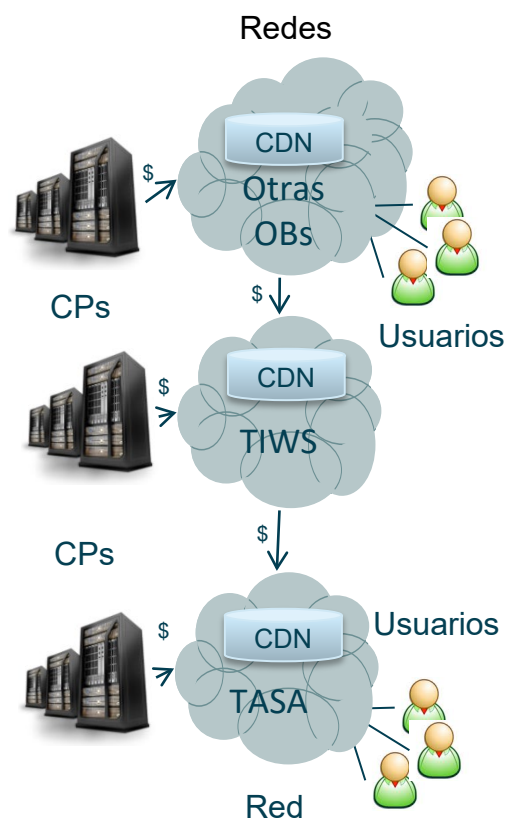 Redes
CDN
$
Otras
OBs
$
CPs
Usuarios
$
CDN
TIWS
$
CPs
Usuarios
$
CDN
TASA
Red